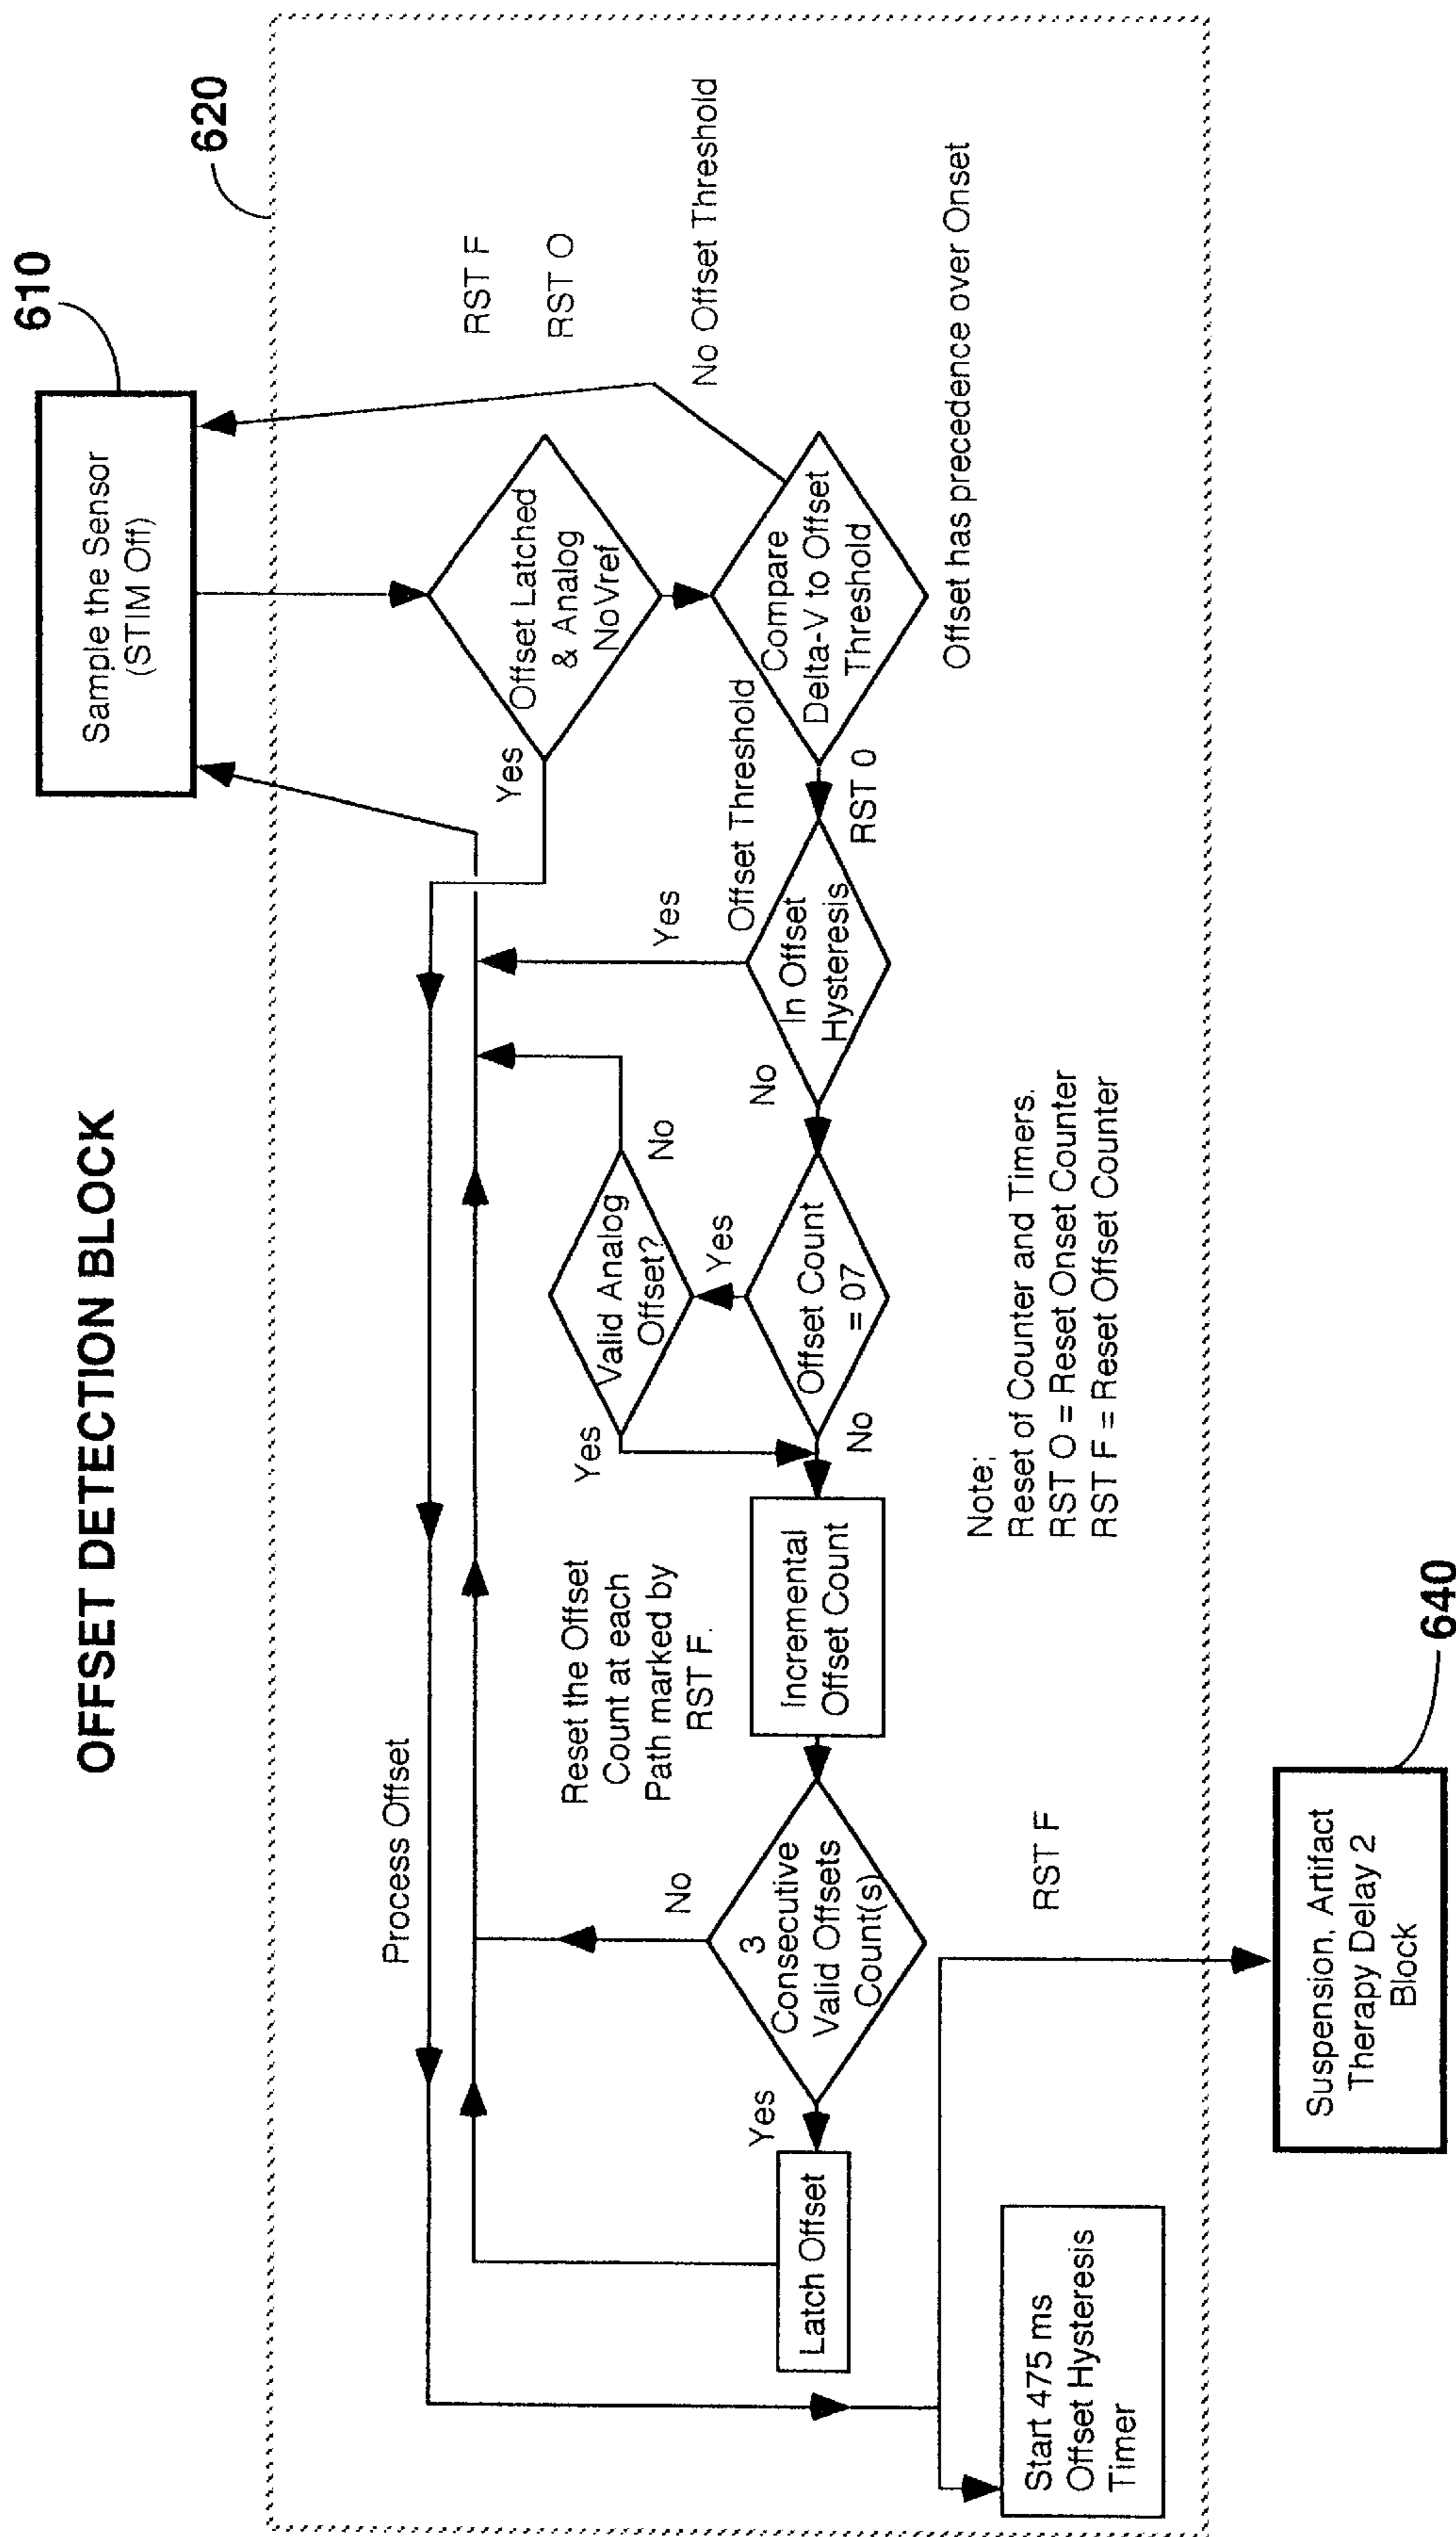 OFFSET DETECTION BLOCK
610
Sample the Sensor
(STIM Off)
620
RST F
RST O
No Offset Threshold
Offset Latched
& Analog
NoVref
Yes
Compare
Delta-V to Offset
Threshold
Offset has precedence over Onset
Offset Threshold
RST 0
In Offset
Hysteresis
Yes
No
Offset Count
= 0?
Yes
No
Valid Analog
Offset?
No
Yes
Incremental
Offset Count
Reset the Offset
Count at each
Path marked by
RST F.
Note;
Reset of Counter and Timers.
RST O = Reset Onset Counter
RST F = Reset Offset Counter
Process Offset
3
Consecutive
Valid Offsets
Count(s)
No
Yes
Latch Offset
RST F
Start 475 ms
Offset Hysteresis
Timer
Suspension, Artifact
Therapy Delay 2
Block
640